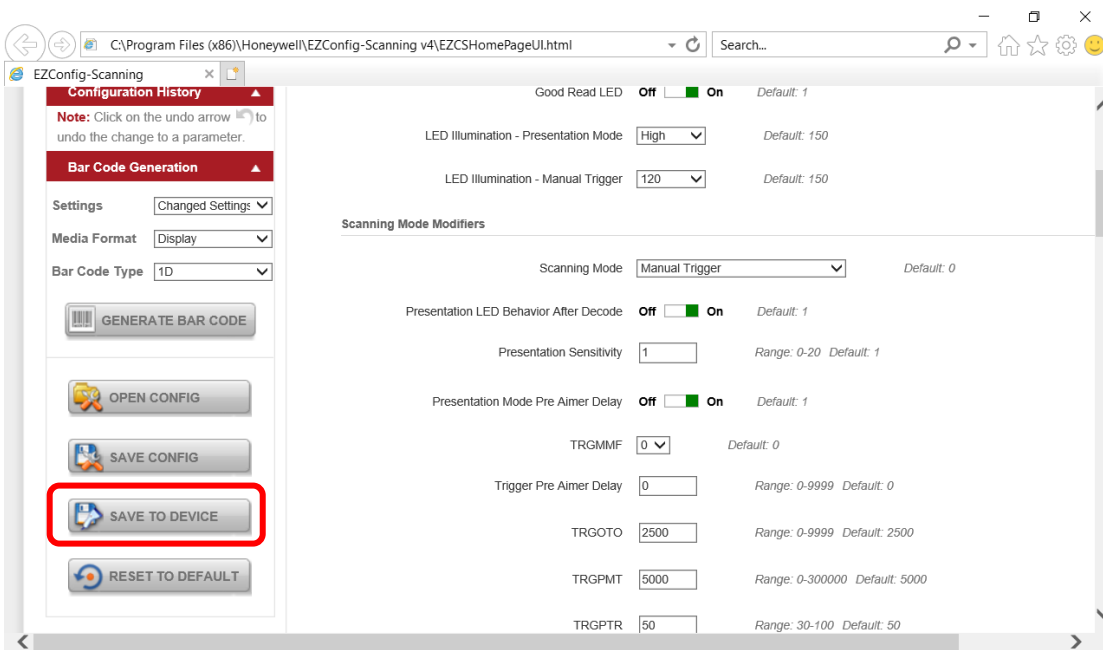 C:\Program Files (x86)\Honeywell\EZConfig-Scanning v4\EZCSHomePageUI.html
Search...
EZConfig-Scanning
Configuration History
Note: Click on the undo arrow to
undo the change to a parameter.
Bar Code Generation
Settings Changed Settings
Media Format Display
Bar Code Type 1D
GENERATE BAR CODE
OPEN CONFIG
SAVE CONFIG
SAVE TO DEVICE
RESET TO DEFAULT
Good Read LED Off On Default: 1
LED Illumination - Presentation Mode High Default: 150
LED Illumination - Manual Trigger 120 Default: 150
Scanning Mode Modifiers
Scanning Mode Manual Trigger Default: 0
Presentation LED Behavior After Decode Off On Default: 1
Presentation Sensitivity 1 Range: 0-20 Default: 1
Presentation Mode Pre Aimer Delay Off On Default: 1
TRGMMF 0 Default: 0
Trigger Pre Aimer Delay 0 Range: 0-9999 Default: 0
TRGOTO 2500 Range: 0-9999 Default: 2500
TRGPMT 5000 Range: 0-300000 Default: 5000
TRGPTR 50 Range: 30-100 Default: 50